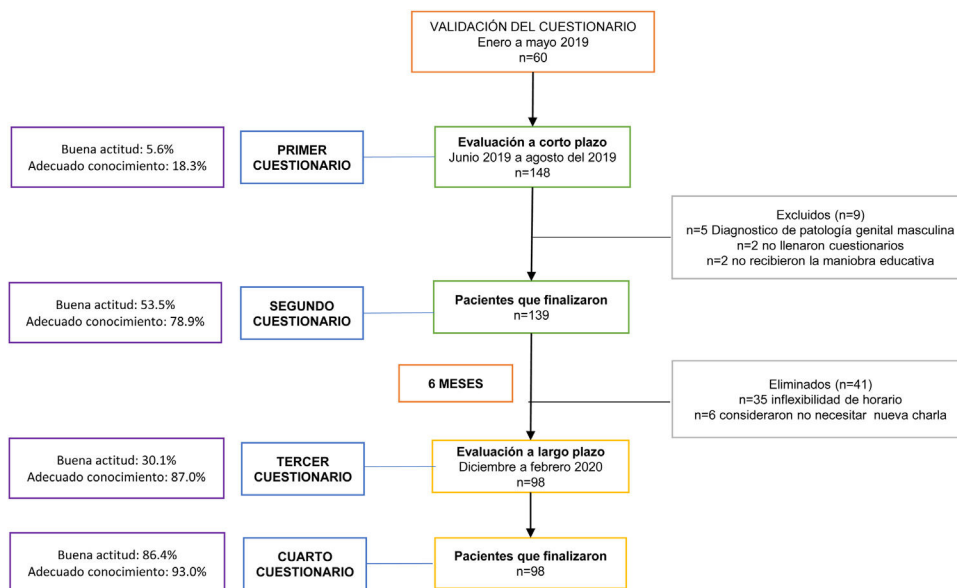 VALIDACIÓN DEL CUESTIONARIO
Enero a mayo 2019
n=60
Buena actitud: 5.6%
Adecuado conocimiento: 18.3%
PRIMER
CUESTIONARIO
Evaluación a corto plazo
Junio 2019 a agosto del 2019
n=148
Excluidos (n=9)
n=5 Diagnostico de patología genital masculina
n=2 no llenaron cuestionarios
n=2 no recibieron la maniobra educativa
Buena actitud: 53.5%
Adecuado conocimiento: 78.9%
SEGUNDO
CUESTIONARIO
Pacientes que finalizaron
n=139
6 MESES
Eliminados (n=41)
n=35 inflexibilidad de horario
n=6 consideraron no necesitar nueva charla
Buena actitud: 30.1%
Adecuado conocimiento: 87.0%
TERCER
CUESTIONARIO
Evaluación a largo plazo
Diciembre a febrero 2020
n=98
Buena actitud: 86.4%
Adecuado conocimiento: 93.0%
CUARTO
CUESTIONARIO
Pacientes que finalizaron
n=98